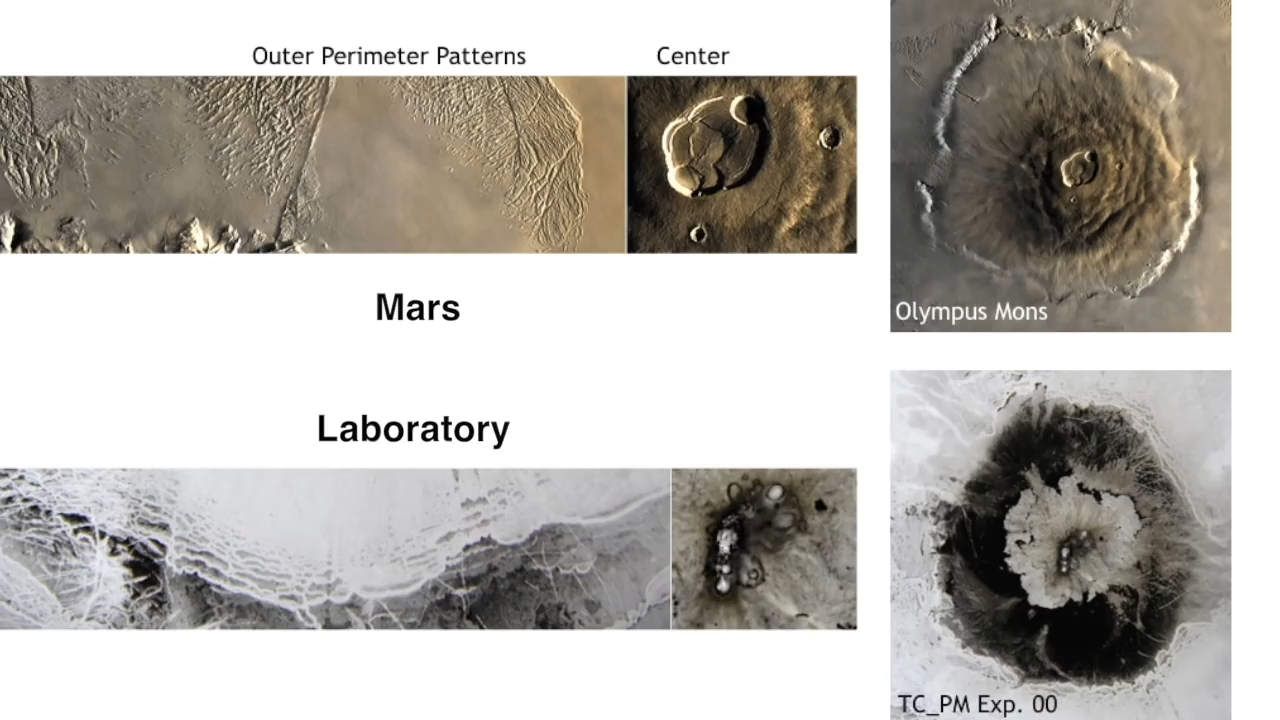 Outer Perimeter Patterns
Center
Olympus Mons
Mars
Laboratory
TC_PM Exp. 00